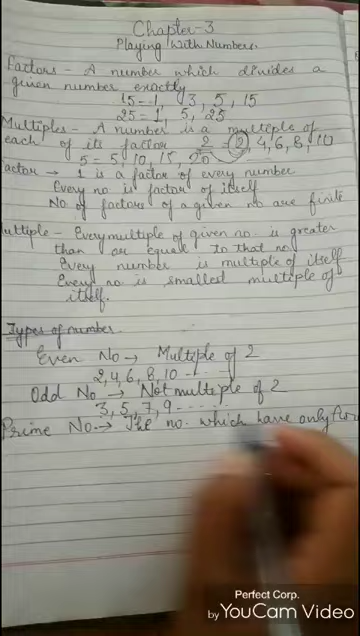 Chapter-3
Playing With Numbers
Factors - A number which divides a
given number exactly
15 = 1, 3, 5, 15
25 = 1, 5, 25
Multiples - A number is a multiple of
each of its factor 2 = 2, 4, 6, 8, 10
5 = 5, 10, 15, 20
Factor → 1 is a factor of every number
Every no is factor of itself
No of factors of a given no are finite
Multiple - Every multiple of given no. is greater
than or equal to that no.
Every number is multiple of itself
Every no is smallest multiple of
itself.
Types of number
Even No → Multiple of 2
2, 4, 6, 8, 10 ----
Odd No → Not multiple of 2
3, 5, 7, 9 -----
Prime No. → The no. which have only
Perfect Corp.
by YouCam Video